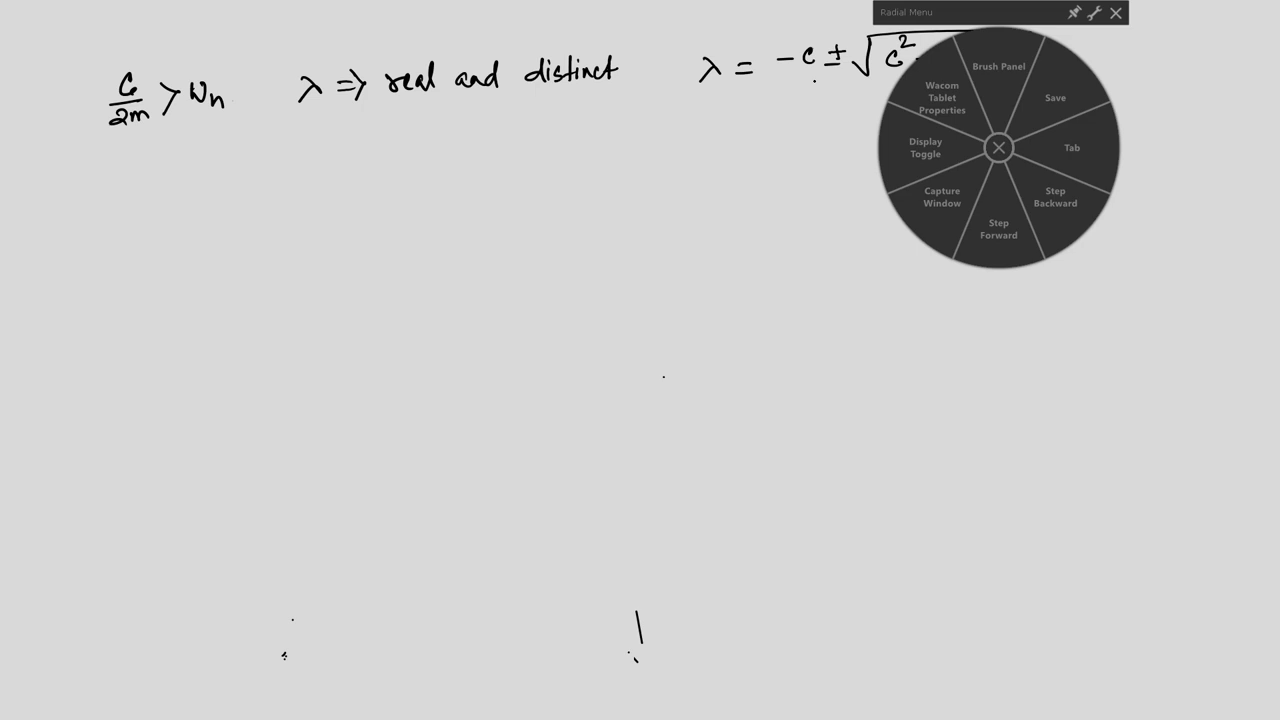 Radial Menu
c/2m > ωn λ ⇒ real and distinct λ = -c ± √c²
Brush Panel
Save
Tab
Step Backward
Step Forward
Capture Window
Display Toggle
Wacom Tablet Properties